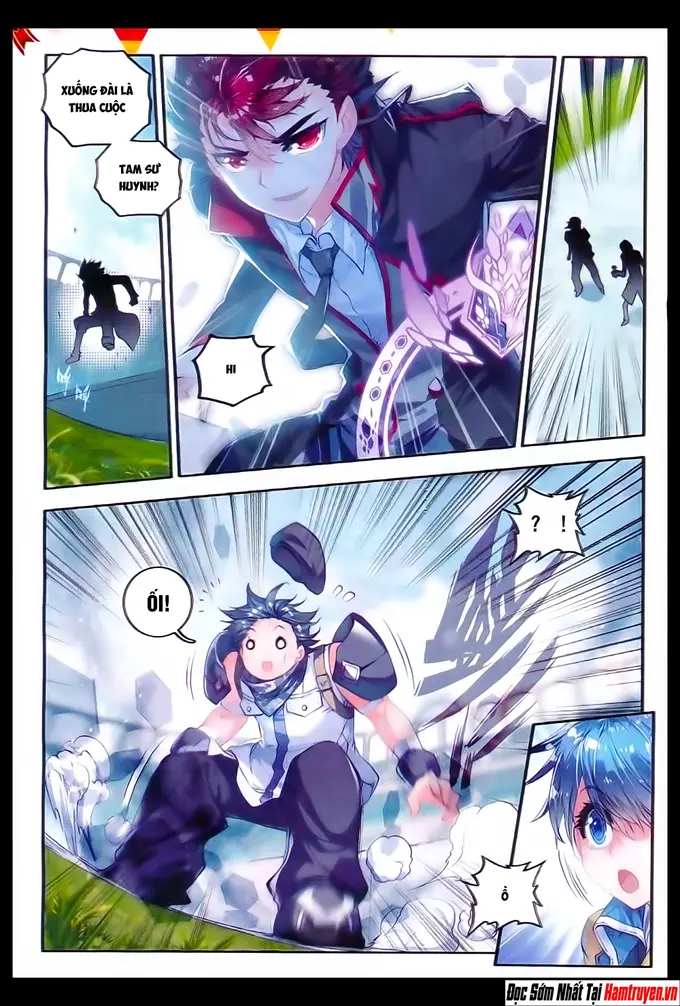 XUỐNG ĐÀI LÀ
THUA CUỘC
TAM SƯ
HUYNH?
HI
? !
ỐI!
Ồ
Đọc Sớm Nhất Tại Hamtruyen.vn